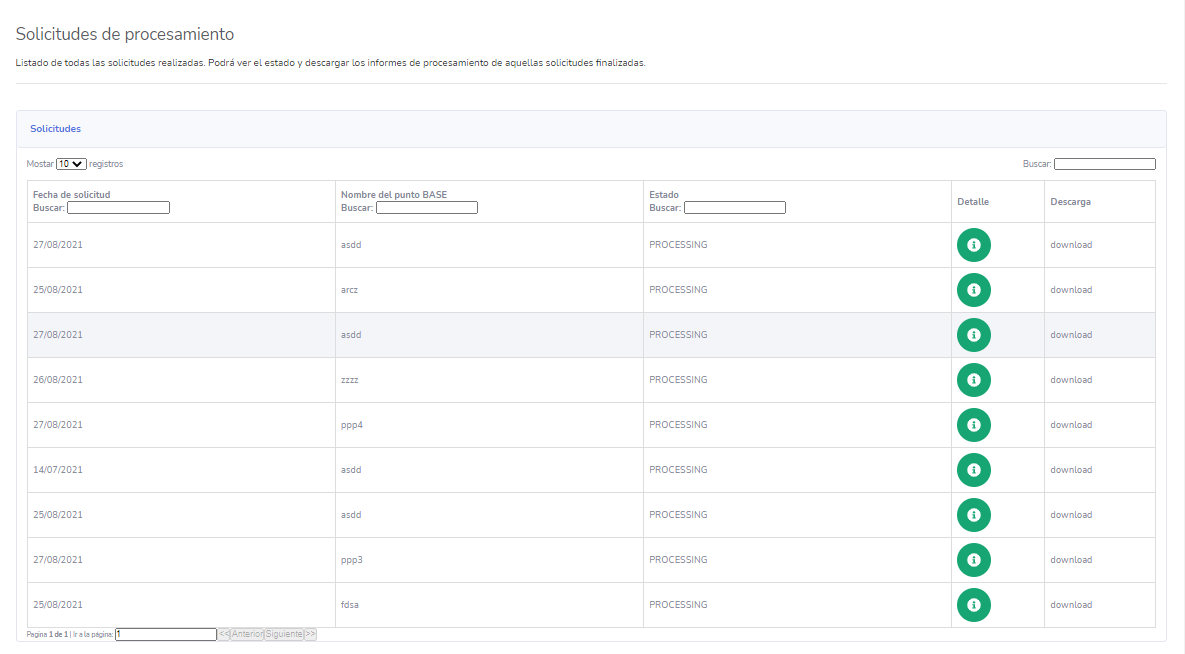 Solicitudes de procesamiento
Listado de todas las solicitudes realizadas. Podrá ver el estado y descargar los informes de procesamiento de aquellas solicitudes finalizadas.
Solicitudes
Mostar 10 registros Buscar:
Fecha de solicitud Nombre del punto BASE Estado Detalle Descarga
Buscar: Buscar: Buscar:
27/08/2021 asdd PROCESSING download
25/08/2021 arcz PROCESSING download
27/08/2021 asdd PROCESSING download
26/08/2021 zzzz PROCESSING download
27/08/2021 ppp4 PROCESSING download
14/07/2021 asdd PROCESSING download
25/08/2021 asdd PROCESSING download
27/08/2021 ppp3 PROCESSING download
25/08/2021 fdsa PROCESSING download
Pagina 1 de 1 | Ir a la página: 1 << Anterior Siguiente >>